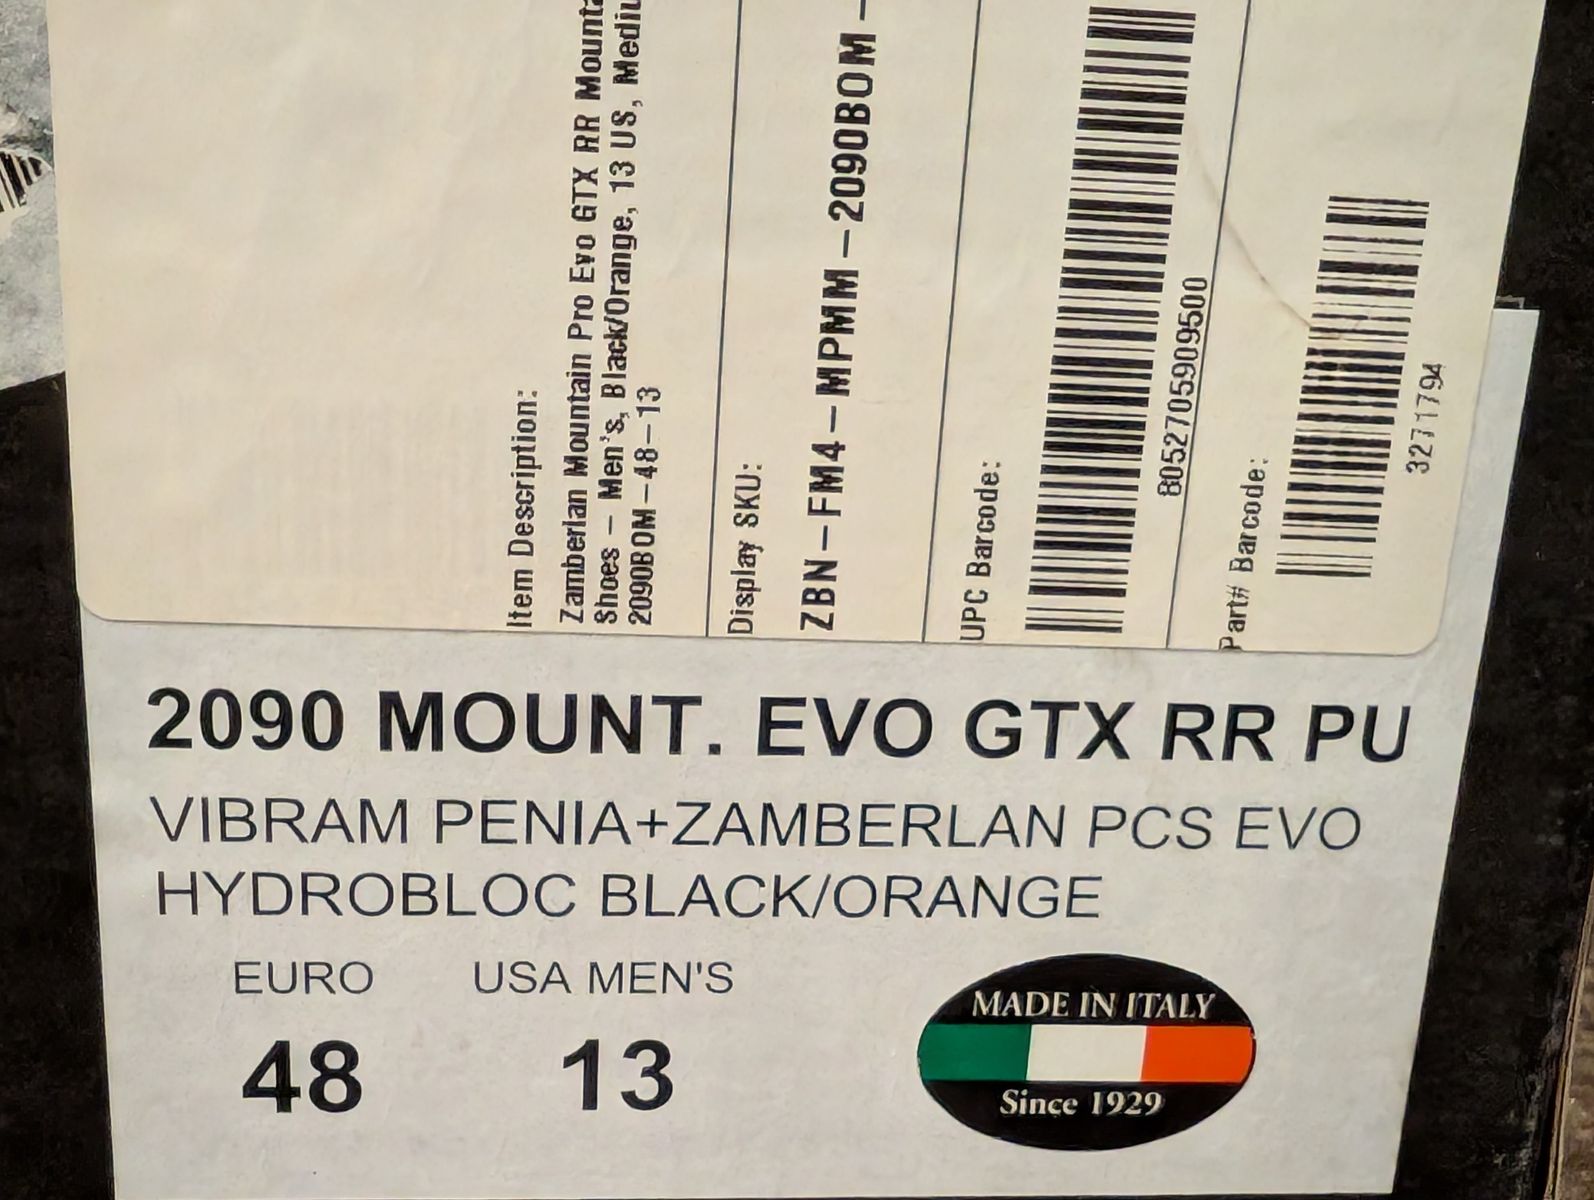 Item Description:
Zamberlan Mountain Pro Evo GTX RR
Shoes – Men's, Black/Orange, 13 US,
2090BOM-48-13
Display SKU:
ZBN-FM4-MPMM-2090BOM-
UPC Barcode:
8052705909500
Part# Barcode:
3271794
2090 MOUNT. EVO GTX RR PU
VIBRAM PENIA+ZAMBERLAN PCS EVO
HYDROBLOC BLACK/ORANGE
EURO USA MEN'S
48 13
MADE IN ITALY
Since 1929